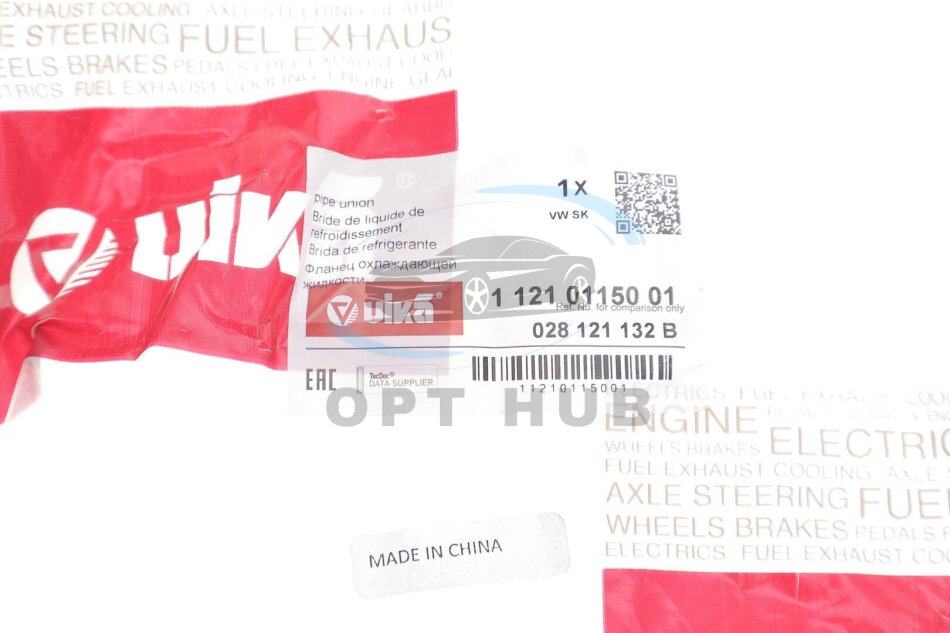 EXHAUST COOLING AXLE STEERING
LE STEERING FUEL EXHAUS
WHEELS BRAKES PEDALS FUEL EXHAUST COOL
ELECTRICS FUEL EXHAUST COOLING ENGINE GEAR
vika®
pipe union
Bride de liquide de
refroidissement
Brida de refrigerante
Фланец охлаждающей
жидкости
1 X
VW SK
vika®
1 121 01150 01
Ref. No. for comparison only
028 121 132 B
EAC
TecDoc®
DATA SUPPLIER
11210115001
OPT HUB
MADE IN CHINA
ECTRICS FUEL EXHAUST COOL
ENGINE
WHEELS BRAKES ELECTRIC
FUEL EXHAUST COOLING AXLE S
AXLE STEERING FUEL
WHEELS BRAKES PEDALS F
ELECTRICS FUEL EXHAUST COO